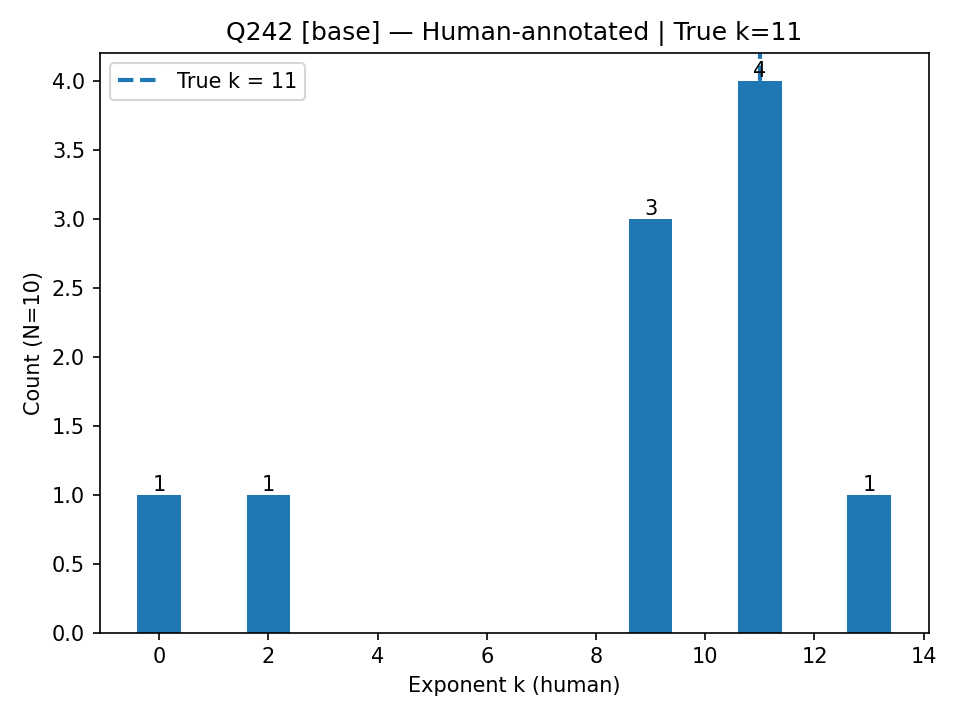 Q242 [base] — Human-annotated | True k=11
True k = 11
4.0
3.5
3.0
2.5
2.0
1.5
1.0
0.5
0.0
Count (N=10)
1
1
3
4
1
0 2 4 6 8 10 12 14
Exponent k (human)